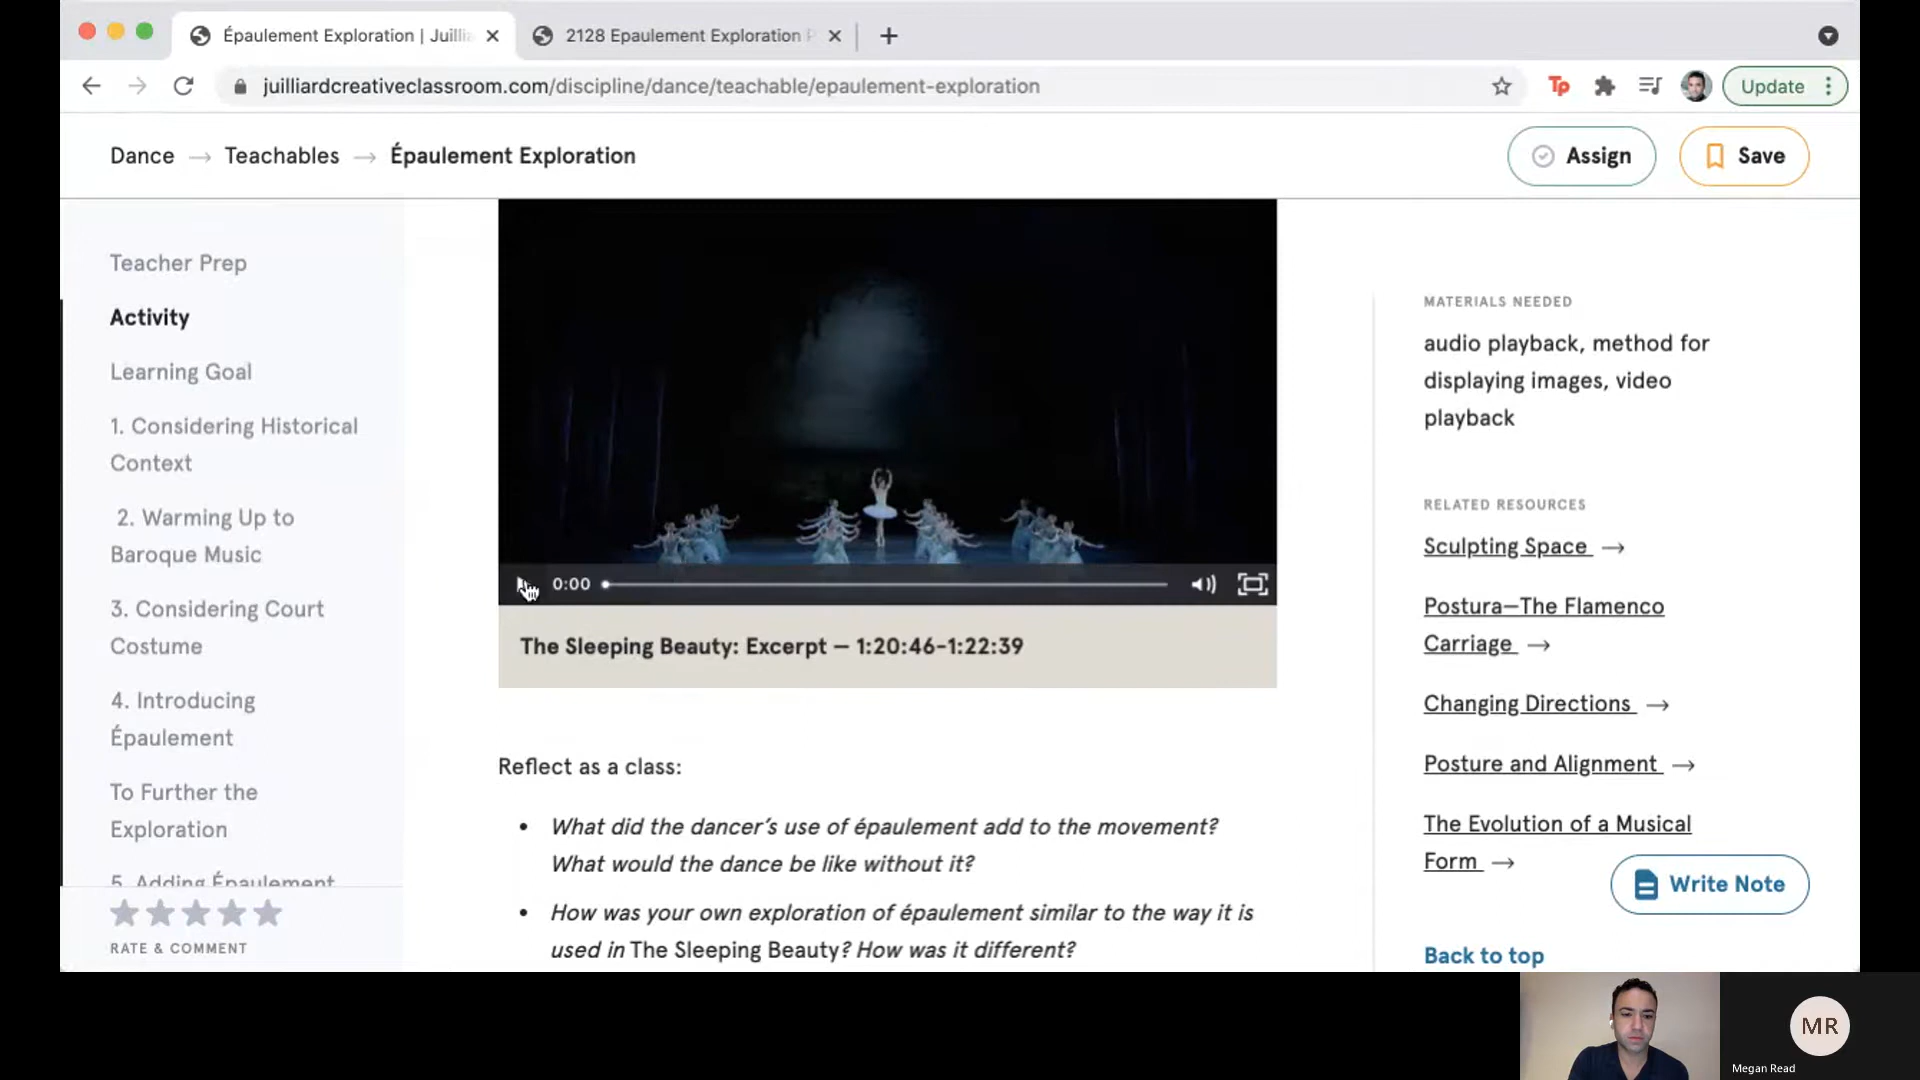 Épaulement Exploration | Juillia
2128 Epaulement Exploration P
juilliardcreativeclassroom.com/discipline/dance/teachable/epaulement-exploration
Tp
Update
Dance → Teachables → Épaulement Exploration
Assign
Save
Teacher Prep
Activity
Learning Goal
1. Considering Historical
Context
2. Warming Up to
Baroque Music
3. Considering Court
Costume
4. Introducing
Épaulement
To Further the
Exploration
5. Adding Épaulement
RATE & COMMENT
0:00
The Sleeping Beauty: Excerpt — 1:20:46-1:22:39
Reflect as a class:
• What did the dancer's use of épaulement add to the movement?
What would the dance be like without it?
• How was your own exploration of épaulement similar to the way it is
used in The Sleeping Beauty? How was it different?
MATERIALS NEEDED
audio playback, method for
displaying images, video
playback
RELATED RESOURCES
Sculpting Space →
Postura—The Flamenco
Carriage →
Changing Directions →
Posture and Alignment →
The Evolution of a Musical
Form →
Write Note
Back to top
MR
Megan Read